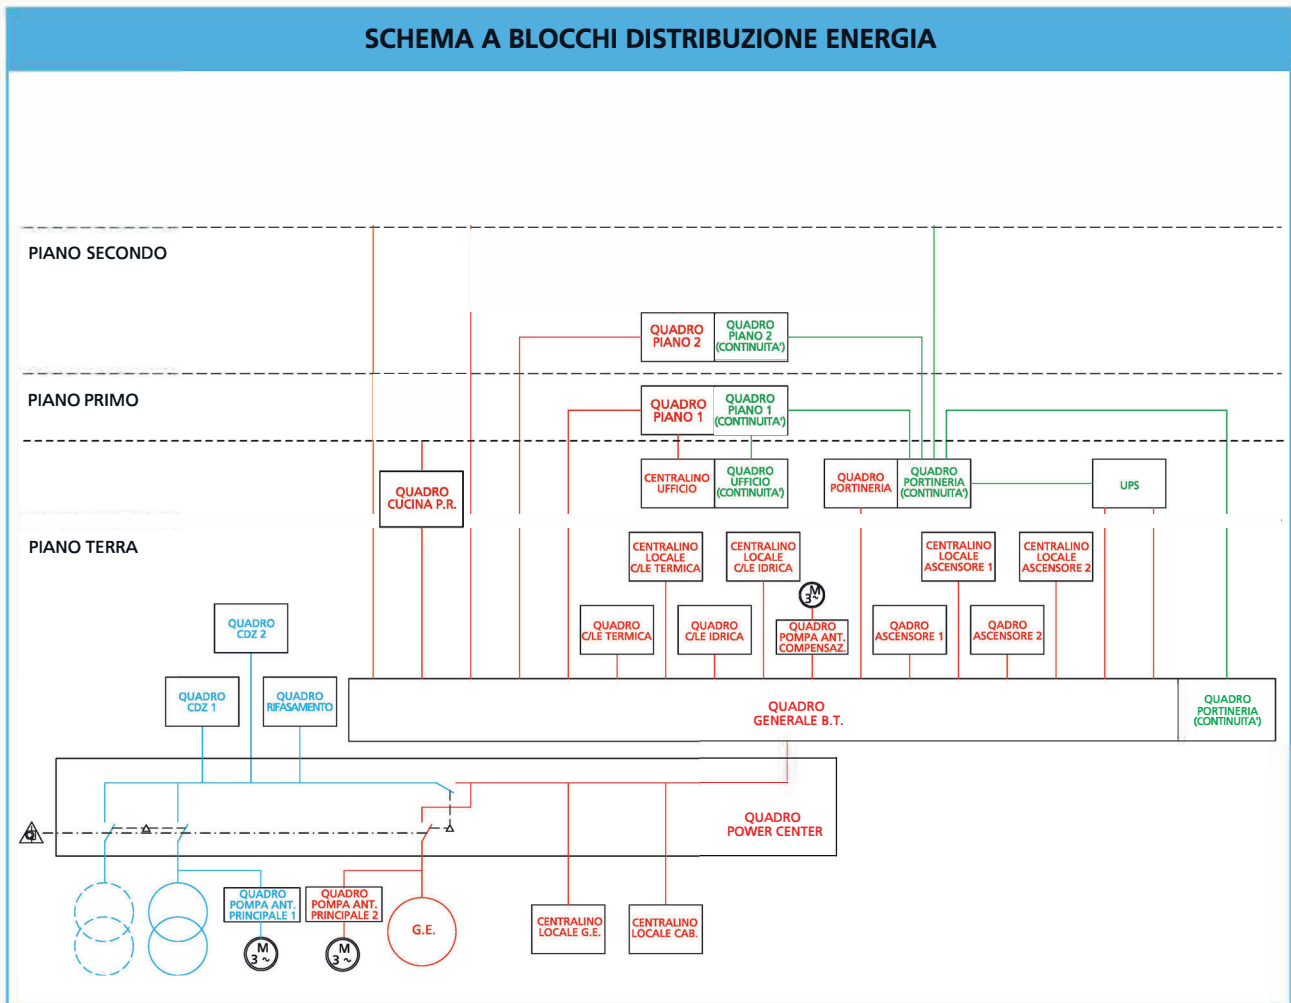 SCHEMA A BLOCCHI DISTRIBUZIONE ENERGIA
PIANO SECONDO
QUADRO
PIANO 2
QUADRO
PIANO 2
(CONTINUITA')
PIANO PRIMO
QUADRO
PIANO 1
QUADRO
PIANO 1
(CONTINUITA')
QUADRO
CUCINA P.R.
CENTRALINO
UFFICIO
QUADRO
UFFICIO
(CONTINUITA')
QUADRO
PORTINERIA
QUADRO
PORTINERIA
(CONTINUITA')
UPS
PIANO TERRA
CENTRALINO
LOCALE
C/LE TERMICA
CENTRALINO
LOCALE
C/LE IDRICA
CENTRALINO
LOCALE
ASCENSORE 1
CENTRALINO
LOCALE
ASCENSORE 2
M
3~
QUADRO
CDZ 2
QUADRO
C/LE TERMICA
QUADRO
C/LE IDRICA
QUADRO
POMPA ANT.
COMPENSAZ.
QADRO
ASCENSORE 1
QADRO
ASCENSORE 2
QUADRO
CDZ 1
QUADRO
RIFASAMENTO
QUADRO
GENERALE B.T.
QUADRO
PORTINERIA
(CONTINUITA')
QUADRO
POWER CENTER
QUADRO
POMPA ANT.
PRINCIPALE 1
QUADRO
POMPA ANT.
PRINCIPALE 2
G.E.
CENTRALINO
LOCALE G.E.
CENTRALINO
LOCALE CAB.
M
3 ~
M
3 ~